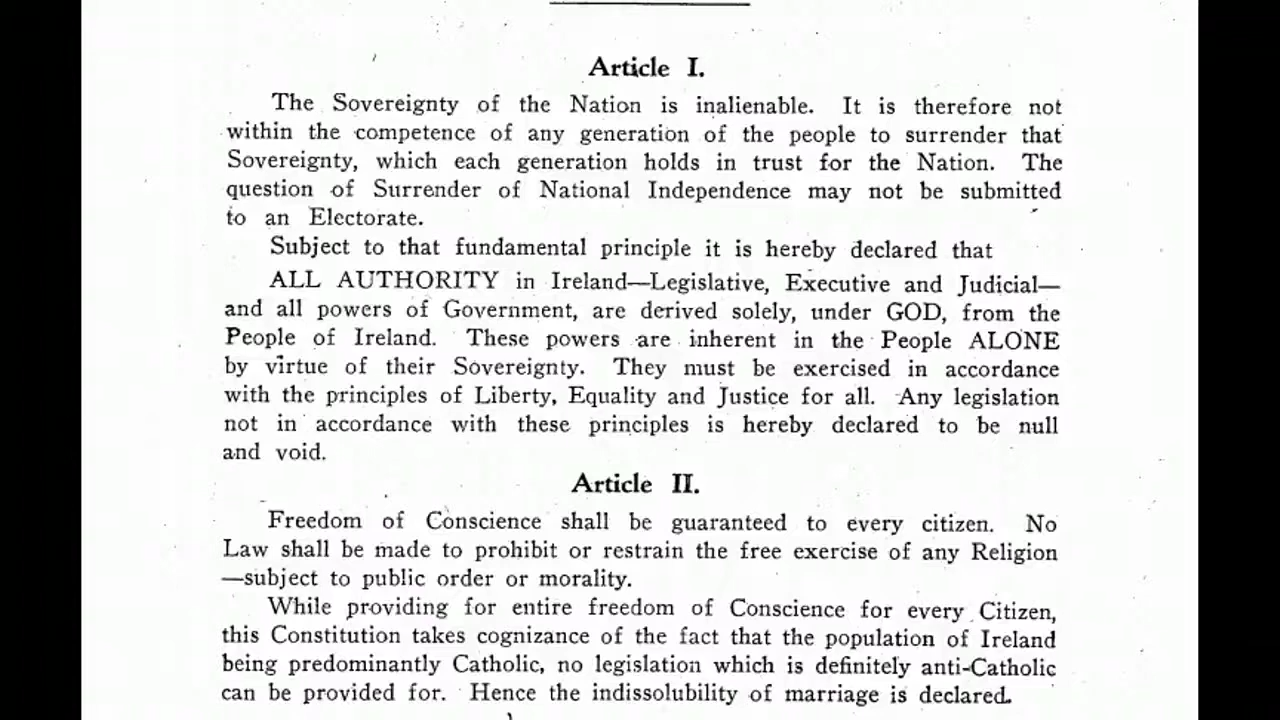 Article I.
The Sovereignty of the Nation is inalienable. It is therefore not
within the competence of any generation of the people to surrender that
Sovereignty, which each generation holds in trust for the Nation. The
question of Surrender of National Independence may not be submitted
to an Electorate.
Subject to that fundamental principle it is hereby declared that
ALL AUTHORITY in Ireland—Legislative, Executive and Judicial—
and all powers of Government, are derived solely, under GOD, from the
People of Ireland. These powers are inherent in the People ALONE
by virtue of their Sovereignty. They must be exercised in accordance
with the principles of Liberty, Equality and Justice for all. Any legislation
not in accordance with these principles is hereby declared to be null
and void.
Article II.
Freedom of Conscience shall be guaranteed to every citizen. No
Law shall be made to prohibit or restrain the free exercise of any Religion
—subject to public order or morality.
While providing for entire freedom of Conscience for every Citizen,
this Constitution takes cognizance of the fact that the population of Ireland
being predominantly Catholic, no legislation which is definitely anti-Catholic
can be provided for. Hence the indissolubility of marriage is declared.